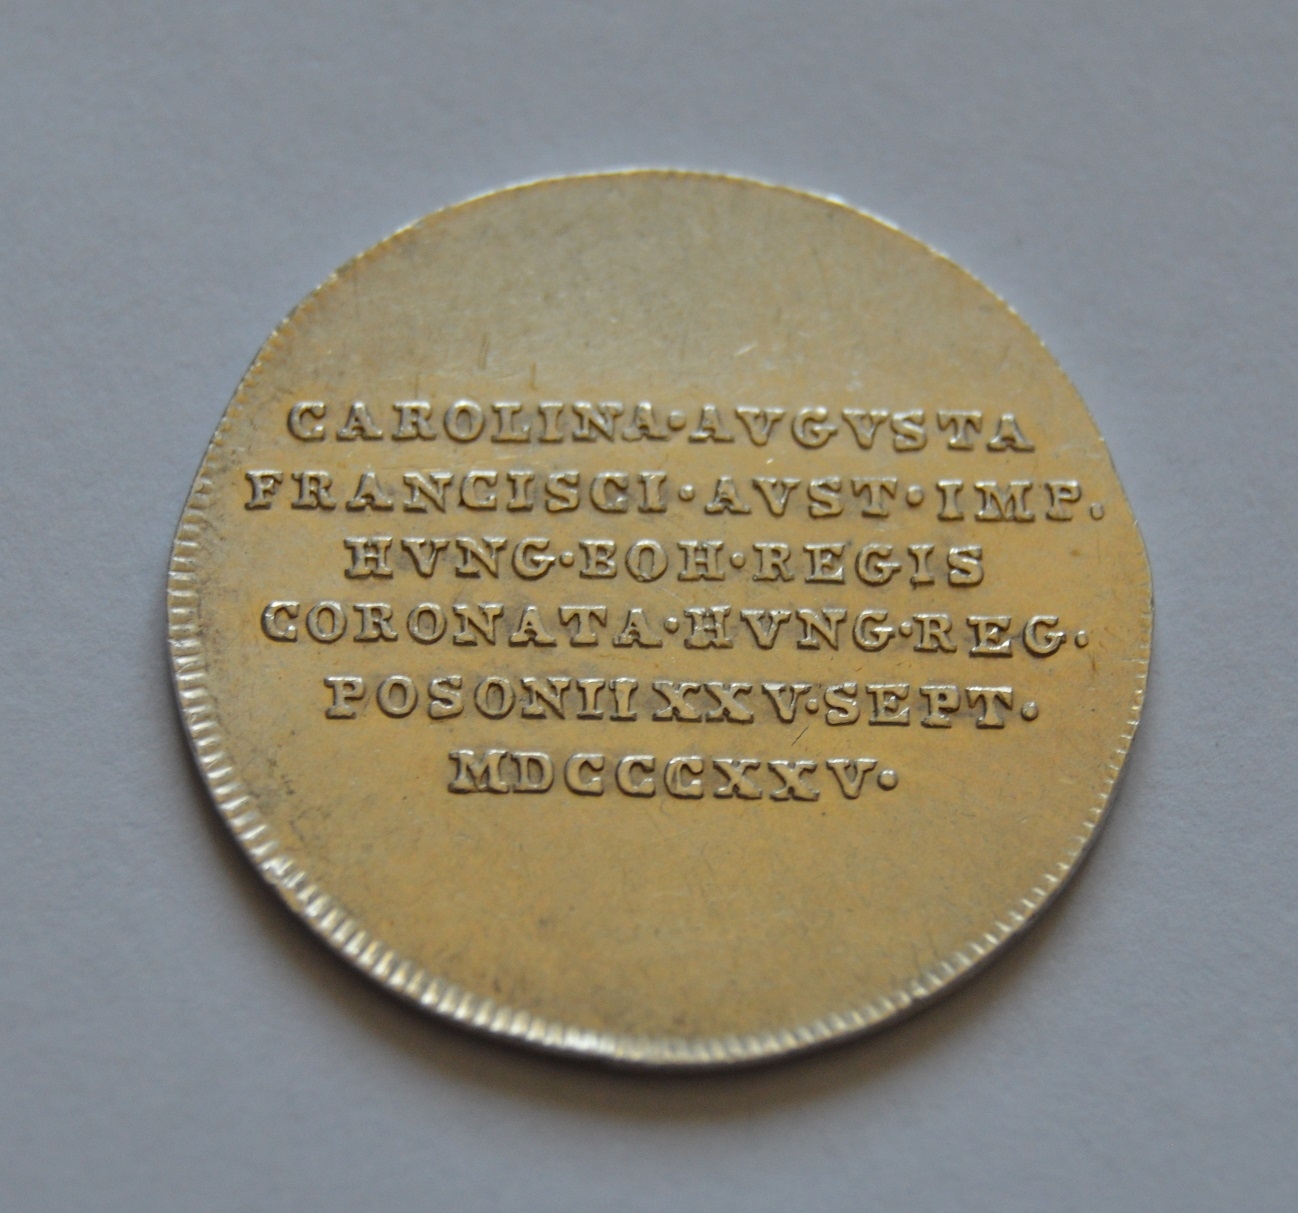 CAROLINA·AVGVSTA
FRANCISCI·AVST·IMP.
HVNG·BOH·REGIS
CORONATA·HVNG·REG·
POSONII XXV·SEPT·
MDCCCXXV·